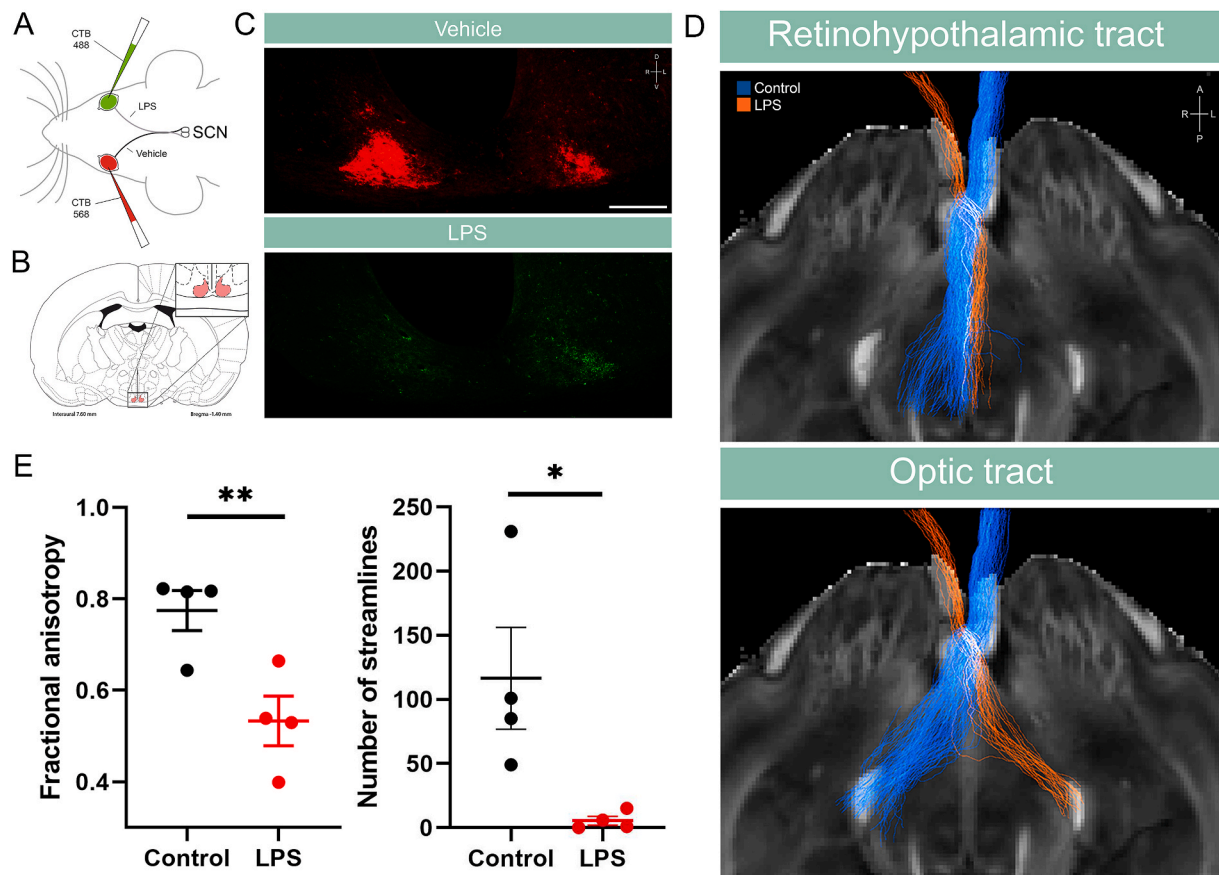 A
CTB
488
LPS
SCN
Vehicle
CTB
568
B
Interaural 7.60 mm
Bregma -1.40 mm
C
Vehicle
D
R L
V
LPS
D
Retinohypothalamic tract
Control
LPS
A
R L
P
Optic tract
E
**
Fractional anisotropy
1.0
0.8
0.6
0.4
Control LPS
*
Number of streamlines
250
200
150
100
50
0
Control LPS